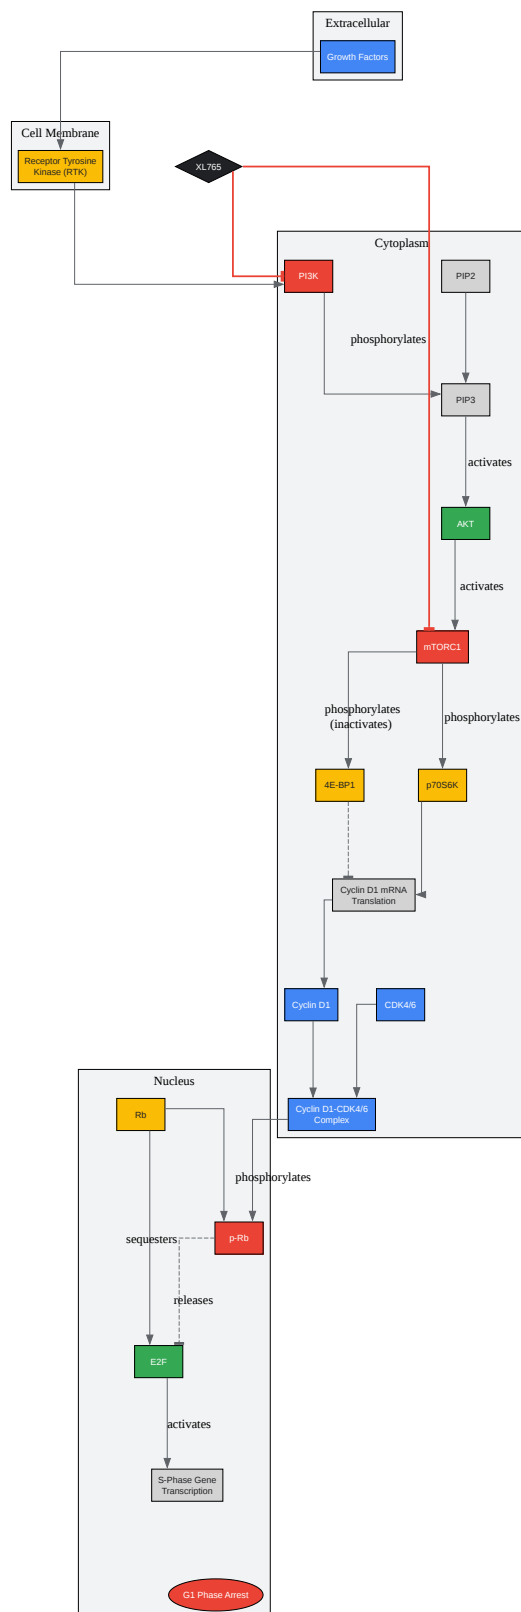 Extracellular
Growth Factors
Cell Membrane
Receptor Tyrosine
Kinase (RTK)
XL765
Cytoplasm
PI3K
PIP2
phosphorylates
PIP3
activates
AKT
activates
mTORC1
phosphorylates
(inactivates)
phosphorylates
4E-BP1
p70S6K
Cyclin D1 mRNA
Translation
Cyclin D1
CDK4/6
Nucleus
Rb
Cyclin D1-CDK4/6
Complex
phosphorylates
sequesters
p-Rb
releases
E2F
activates
S-Phase Gene
Transcription
G1 Phase Arrest